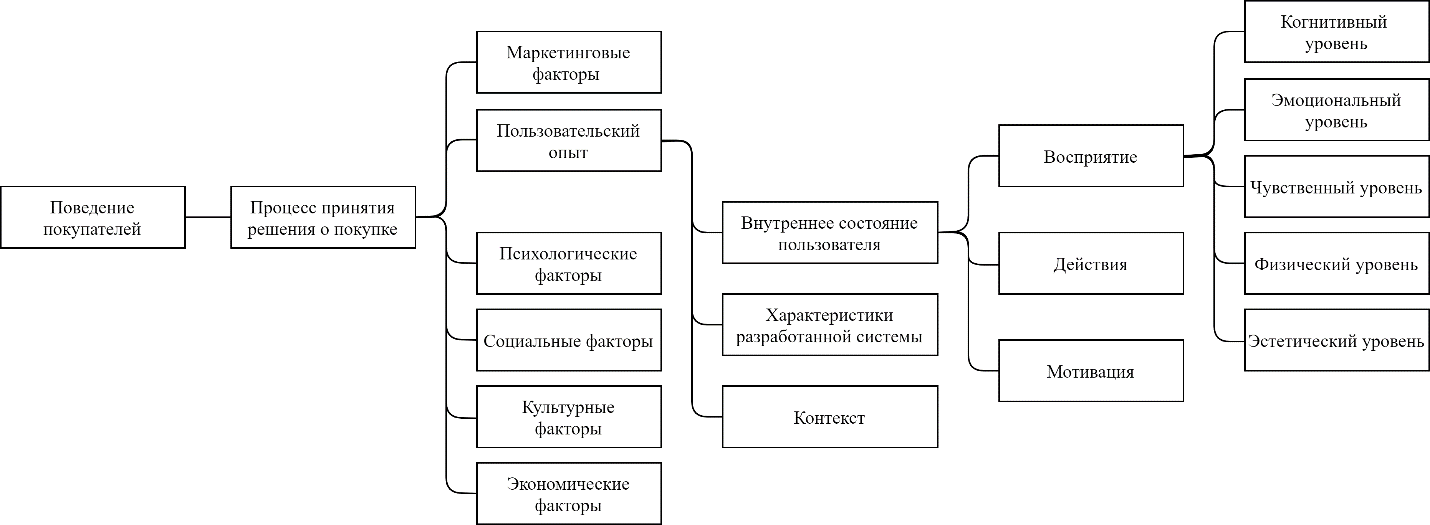 Поведение
покупателей
Процесс принятия
решения о покупке
Маркетинговые
факторы
Пользовательский
опыт
Психологические
факторы
Социальные факторы
Культурные
факторы
Экономические
факторы
Внутреннее состояние
пользователя
Характеристики
разработанной системы
Контекст
Восприятие
Действия
Мотивация
Когнитивный
уровень
Эмоциональный
уровень
Чувственный уровень
Физический уровень
Эстетический уровень